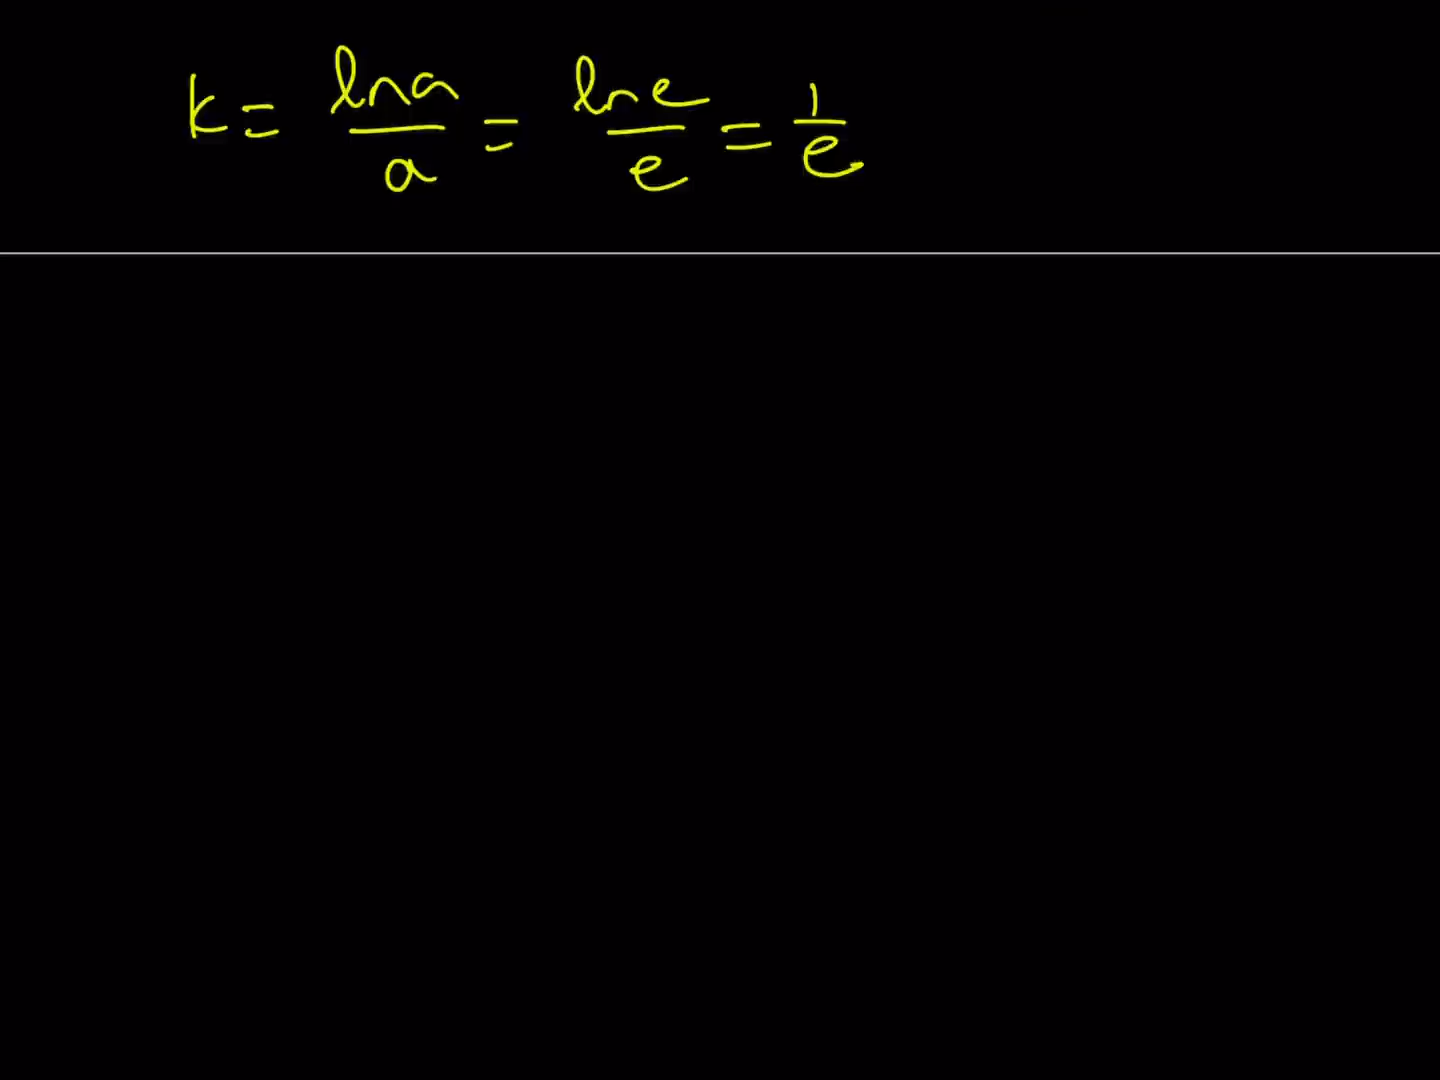 k = ln a / a = ln e / e = 1 / e